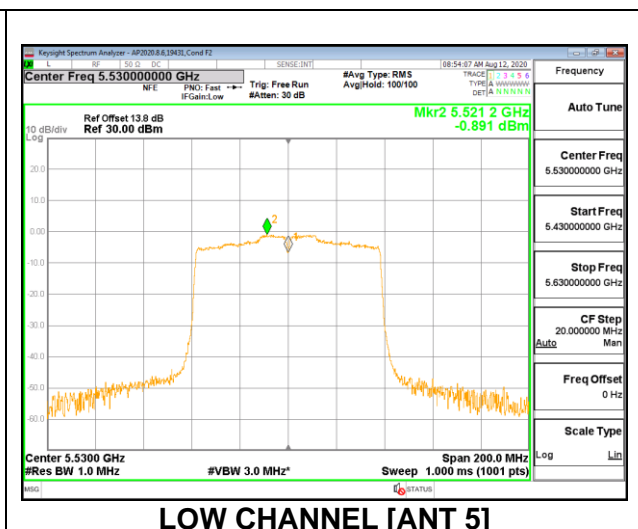 Keysight Spectrum Analyzer - AP2020.8.6,19431,Cond F2
L RF 50 Ω DC SENSE:INT 08:54:07 AM Aug 12, 2020
Center Freq 5.530000000 GHz
NFE
PNO: Fast
IFGain:Low
Trig: Free Run
#Atten: 30 dB
#Avg Type: RMS
Avg|Hold: 100/100
TRACE 1 2 3 4 5 6
TYPE A WWWWW
DET A N N N N N
Ref Offset 13.8 dB
Ref 30.00 dBm
Mkr2 5.521 2 GHz
-0.891 dBm
10 dB/div
Log
20.0
10.0
0.00
-10.0
-20.0
-30.0
-40.0
-50.0
-60.0
2
1
Center 5.5300 GHz
#Res BW 1.0 MHz
#VBW 3.0 MHz*
Span 200.0 MHz
Sweep 1.000 ms (1001 pts)
MSG
STATUS
Frequency
Auto Tune
Center Freq
5.530000000 GHz
Start Freq
5.430000000 GHz
Stop Freq
5.630000000 GHz
CF Step
20.000000 MHz
Auto Man
Freq Offset
0 Hz
Scale Type
Log Lin
LOW CHANNEL [ANT 5]